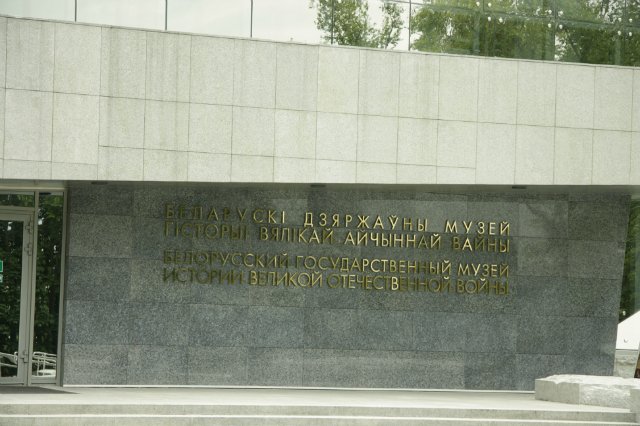 БЕЛАРУСКІ ДЗЯРЖАЎНЫ МУЗЕЙ
ГІСТОРЫІ ВЯЛІКАЙ АЙЧЫННАЙ ВАЙНЫ
БЕЛОРУССКИЙ ГОСУДАРСТВЕННЫЙ МУЗЕЙ
ИСТОРИИ ВЕЛИКОЙ ОТЕЧЕСТВЕННОЙ ВОЙНЫ